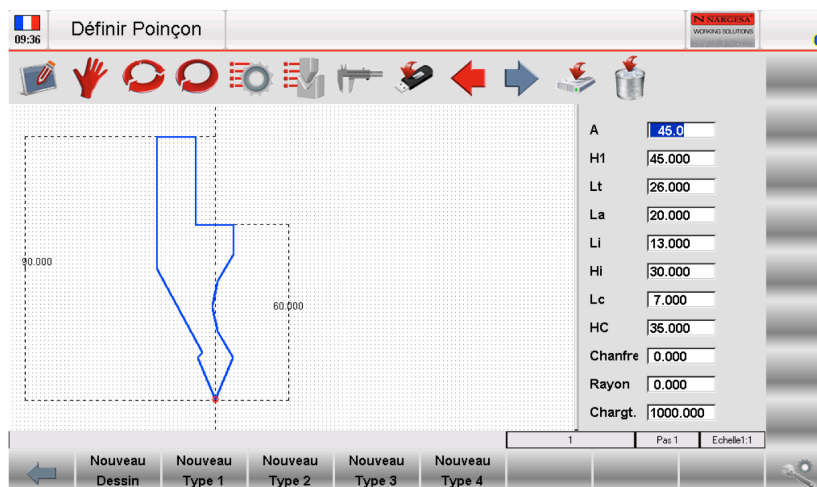 Définir Poinçon
N NARGESA®
WORKING SOLUTIONS
09:36
A 45.0
H1 45.000
Lt 26.000
La 20.000
Li 13.000
Hi 30.000
Lc 7.000
HC 35.000
Chanfre 0.000
Rayon 0.000
Chargt. 1000.000
90.000
60.000
1 Pas 1 Echelle1:1
Nouveau Dessin
Nouveau Type 1
Nouveau Type 2
Nouveau Type 3
Nouveau Type 4